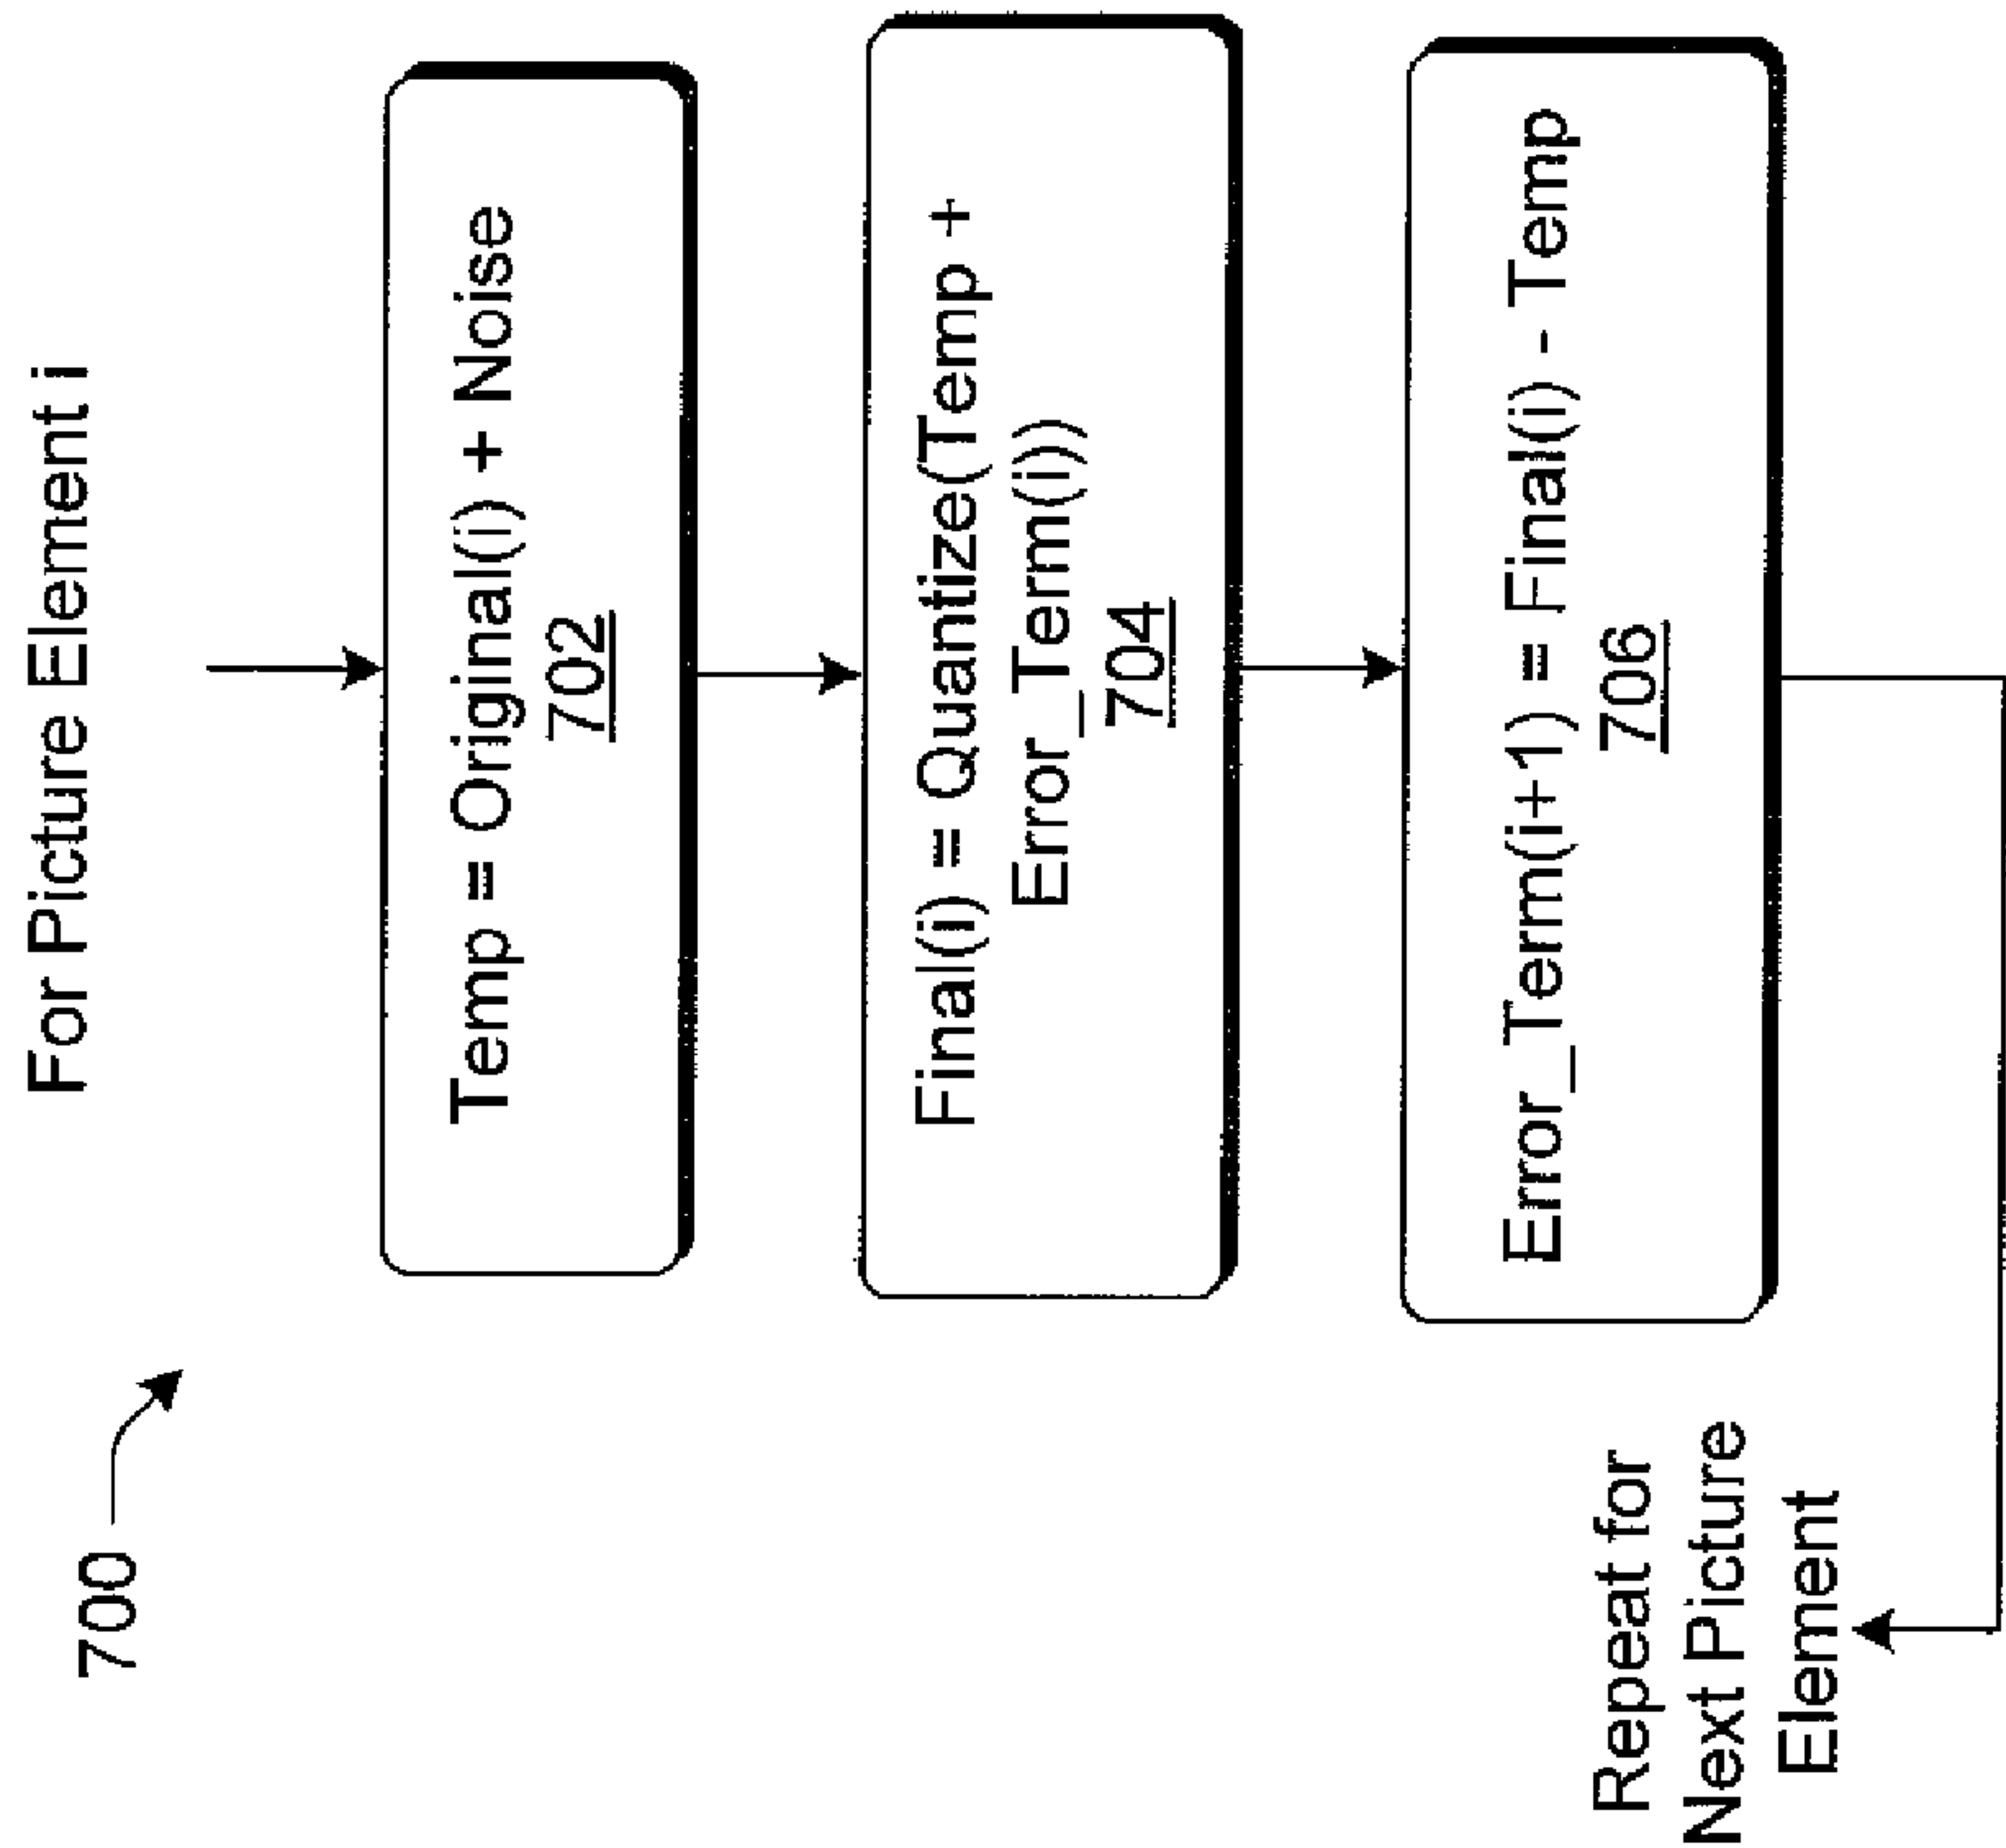 700
For Picture Element i
Temp = Original(i) + Noise
702
Final(i) = Quantize(Temp +
Error_Term(i))
704
Error_Term(i+1) = Final(i) - Temp
706
Repeat for
Next Picture
Element